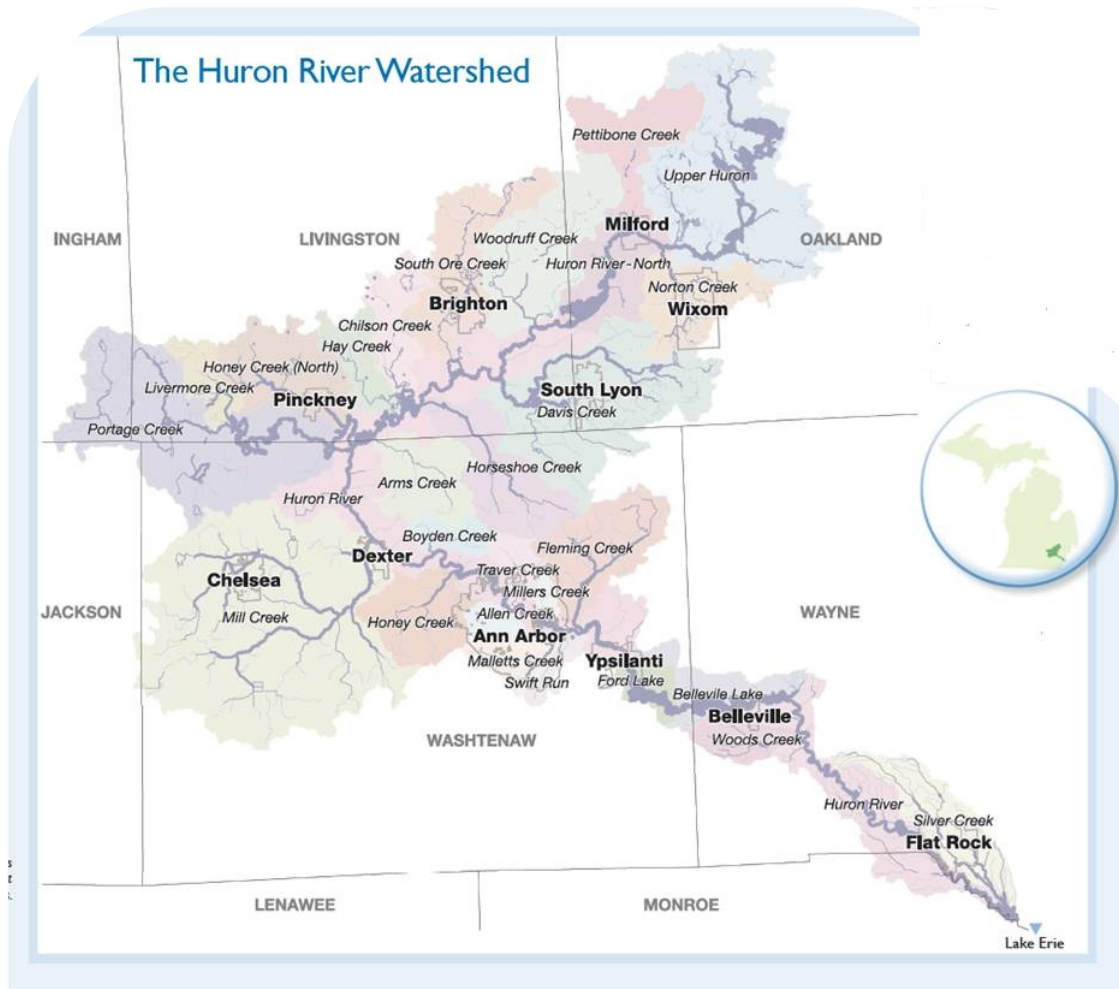 The Huron River Watershed
Pettibone Creek
Upper Huron
Milford
INGHAM
LIVINGSTON
Woodruff Creek
OAKLAND
South Ore Creek
Huron River - North
Norton Creek
Brighton
Wixom
Chilson Creek
Hay Creek
Honey Creek (North)
Livermore Creek
South Lyon
Pinckney
Davis Creek
Portage Creek
Horseshoe Creek
Arms Creek
Huron River
Boyden Creek
Fleming Creek
Dexter
Traver Creek
Chelsea
Millers Creek
JACKSON
Mill Creek
Honey Creek
Allen Creek
WAYNE
Ann Arbor
Malletts Creek
Ypsilanti
Swift Run
Ford Lake
Bellevile Lake
Belleville
WASHTENAW
Woods Creek
Huron River
Silver Creek
Flat Rock
LENAWEE
MONROE
Lake Erie